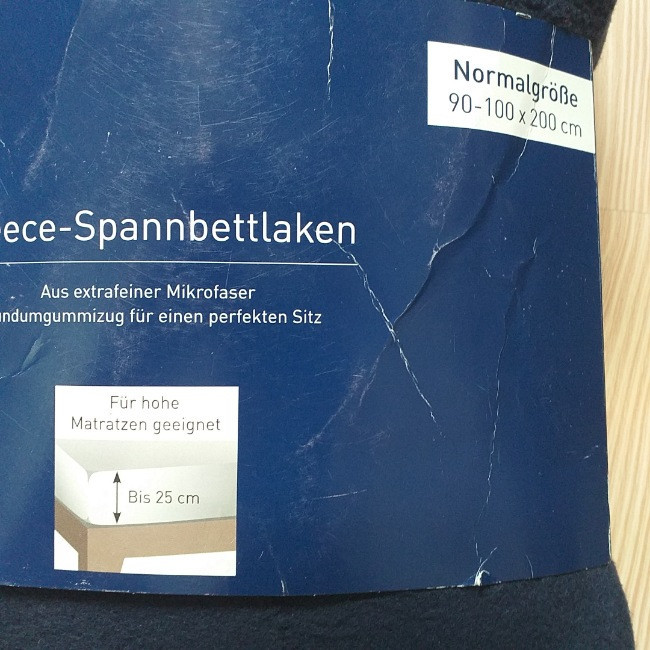 Normalgröße
90-100 x 200 cm
eece-Spannbettlaken
Aus extrafeiner Mikrofaser
undumgummizug für einen perfekten Sitz
Für hohe
Matratzen geeignet
Bis 25 cm